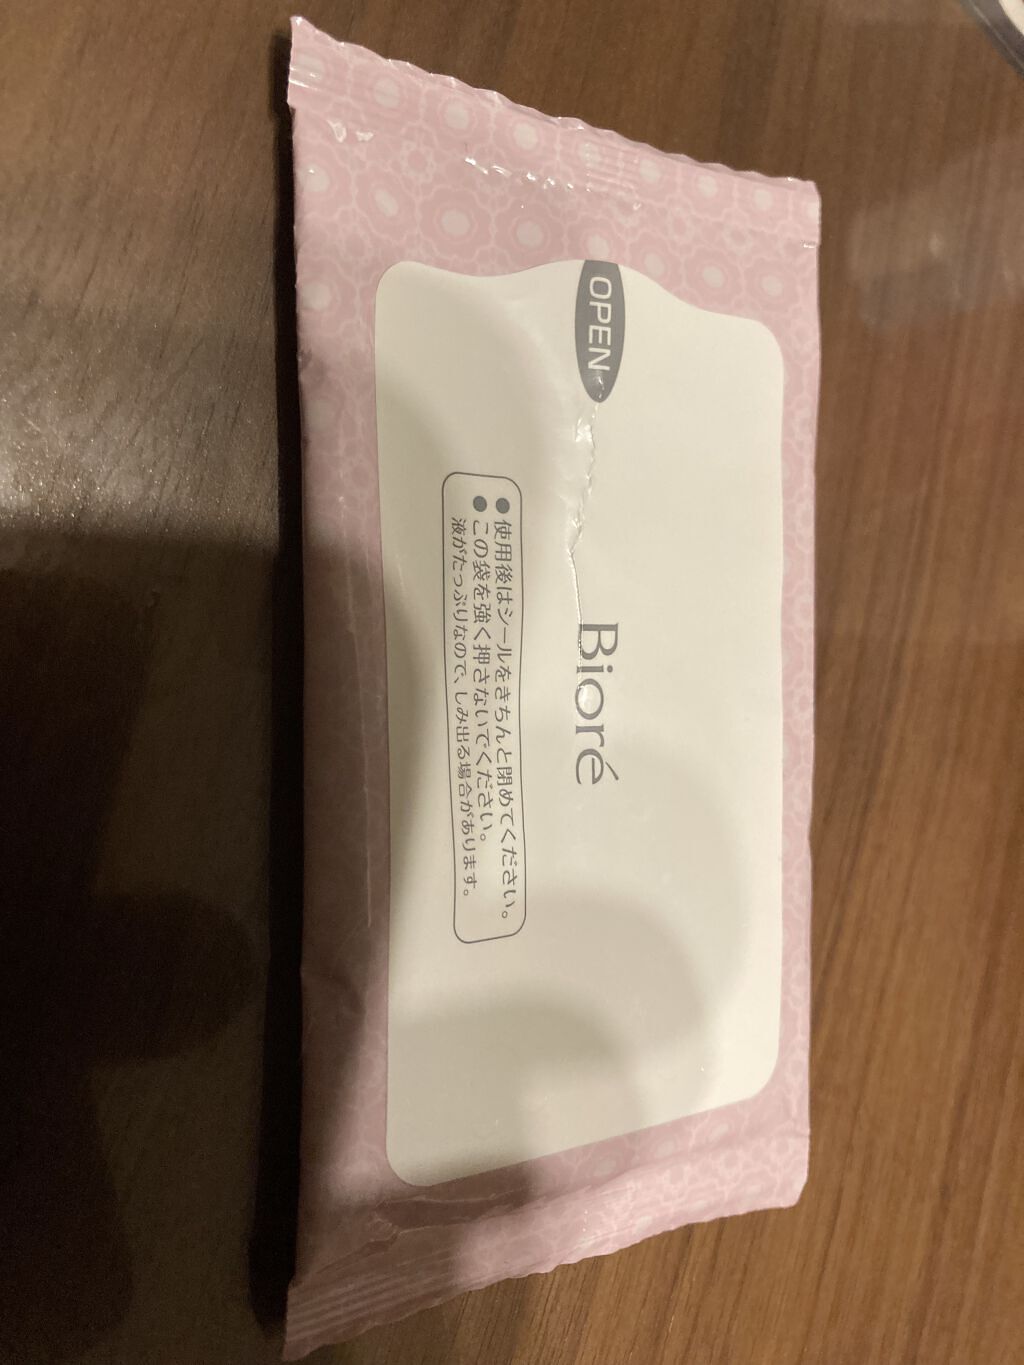 OPEN
Bioré
●使用後はシールをきちんと閉めてください。
●この袋を強く押さないでください。
液がたっぷりなので、しみ出る場合があります。